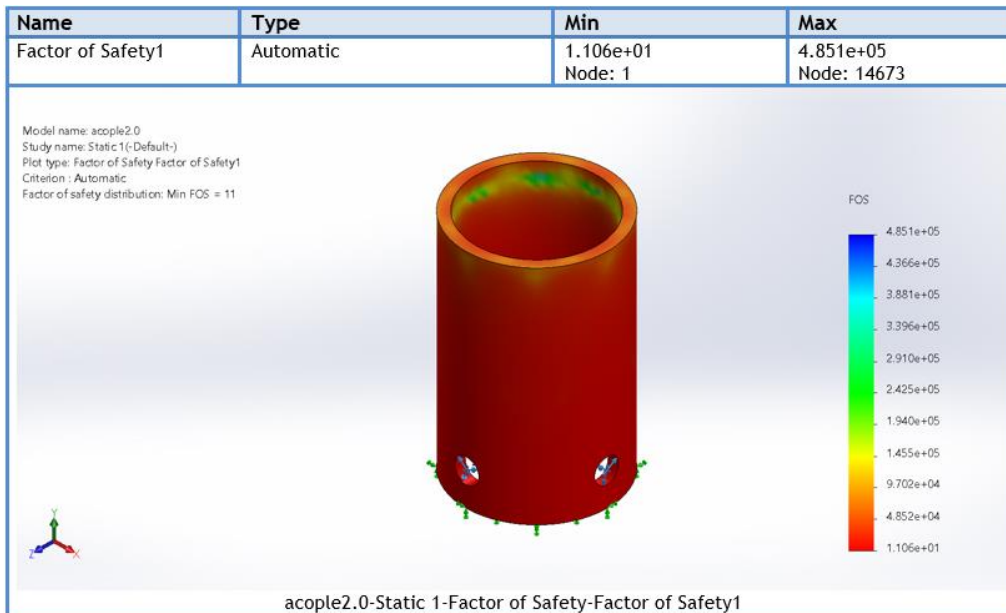 Name Type Min Max
Factor of Safety1 Automatic 1.106e+01 4.851e+05
Node: 1 Node: 14673
Model name: acople2.0
Study name: Static 1(-Default-)
Plot type: Factor of Safety Factor of Safety1
Criterion : Automatic
Factor of safety distribution: Min FOS = 11
FOS
4.851e+05
4.366e+05
3.881e+05
3.396e+05
2.910e+05
2.425e+05
1.940e+05
1.455e+05
9.702e+04
4.852e+04
1.106e+01
Y
Z X
acople2.0-Static 1-Factor of Safety-Factor of Safety1